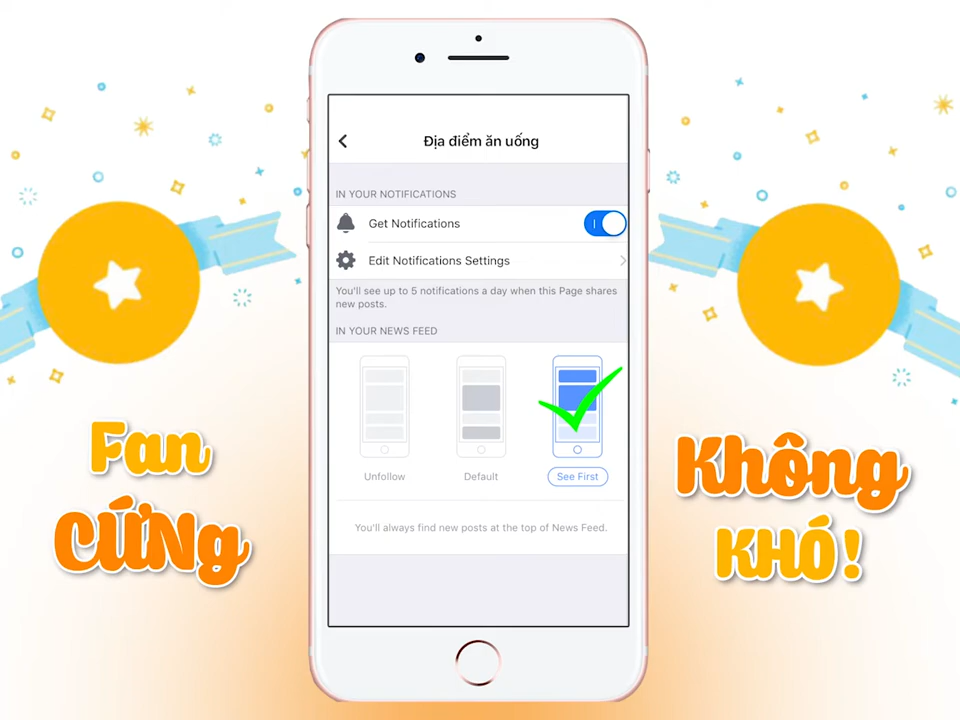 Địa điểm ăn uống
IN YOUR NOTIFICATIONS
Get Notifications
Edit Notifications Settings
You'll see up to 5 notifications a day when this Page shares
new posts.
IN YOUR NEWS FEED
Unfollow
Default
See First
You'll always find new posts at the top of News Feed.
Fan
CỨNg
Không
KHÓ!